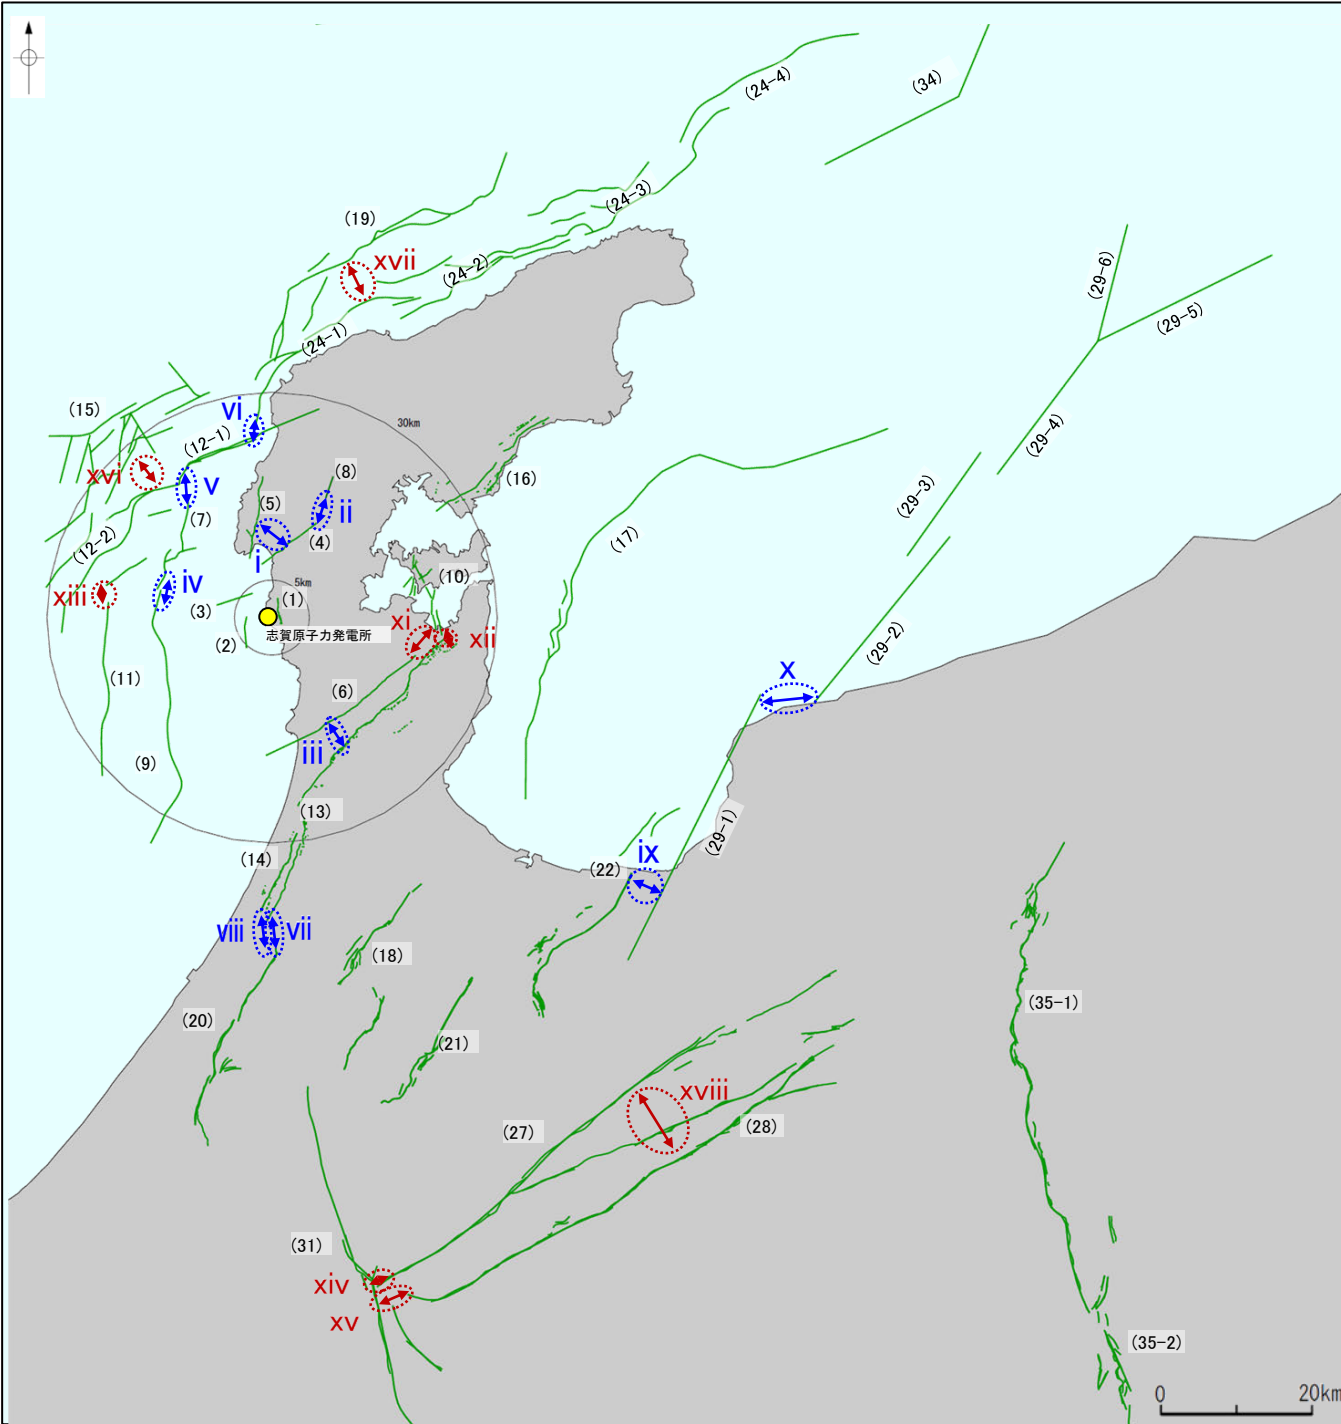 (24-4)
(34)
(24-3)
(19)
xvii
(24-2)
(29-6)
(29-5)
(24-1)
(15)
vi
30km
(12-1)
(29-4)
xvi
v
(8)
(16)
(29-3)
(5)
ii
(7)
(4)
(17)
(12-2)
i
xiii
iv
5km
(10)
(3)
(1)
志賀原子力発電所
(2)
xi
xii
(29-2)
x
(11)
(6)
iii
(9)
(13)
(29-1)
(14)
(22)
ix
viii
vii
(18)
(20)
(21)
(35-1)
xviii
(27)
(28)
(31)
xiv
xv
(35-2)
0
20km